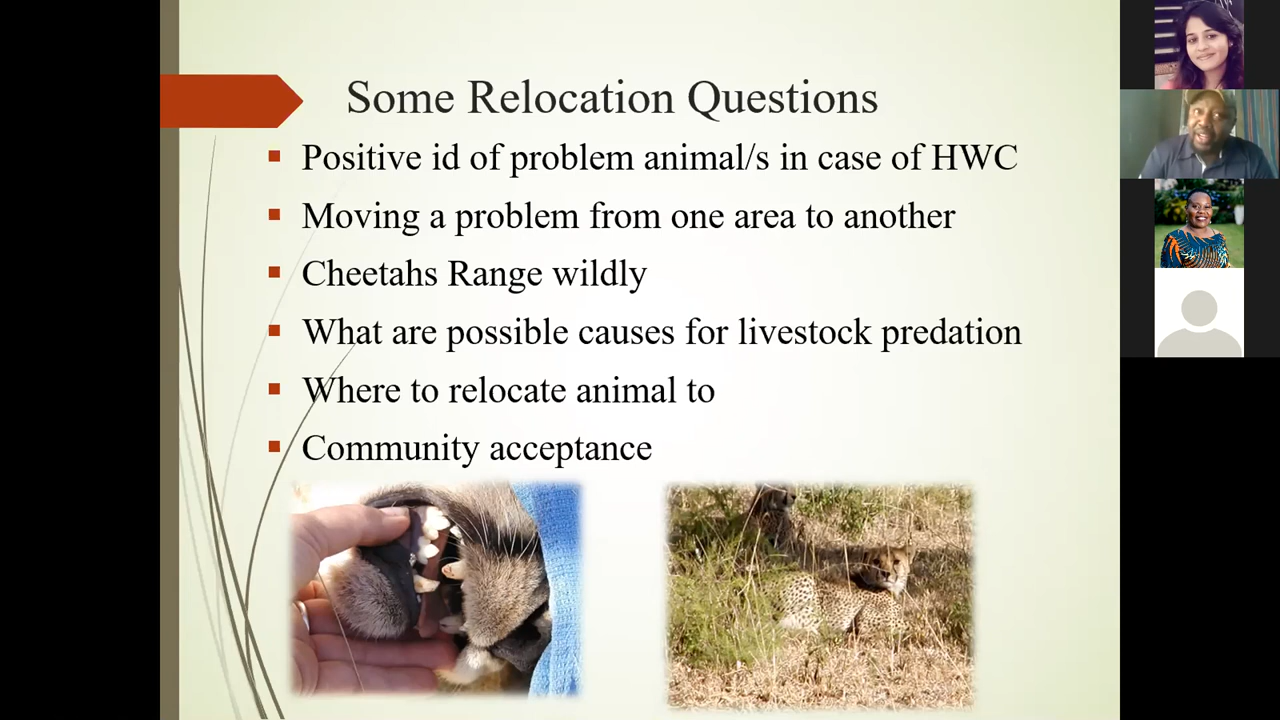 Some Relocation Questions
Positive id of problem animal/s in case of HWC
Moving a problem from one area to another
Cheetahs Range wildly
What are possible causes for livestock predation
Where to relocate animal to
Community acceptance